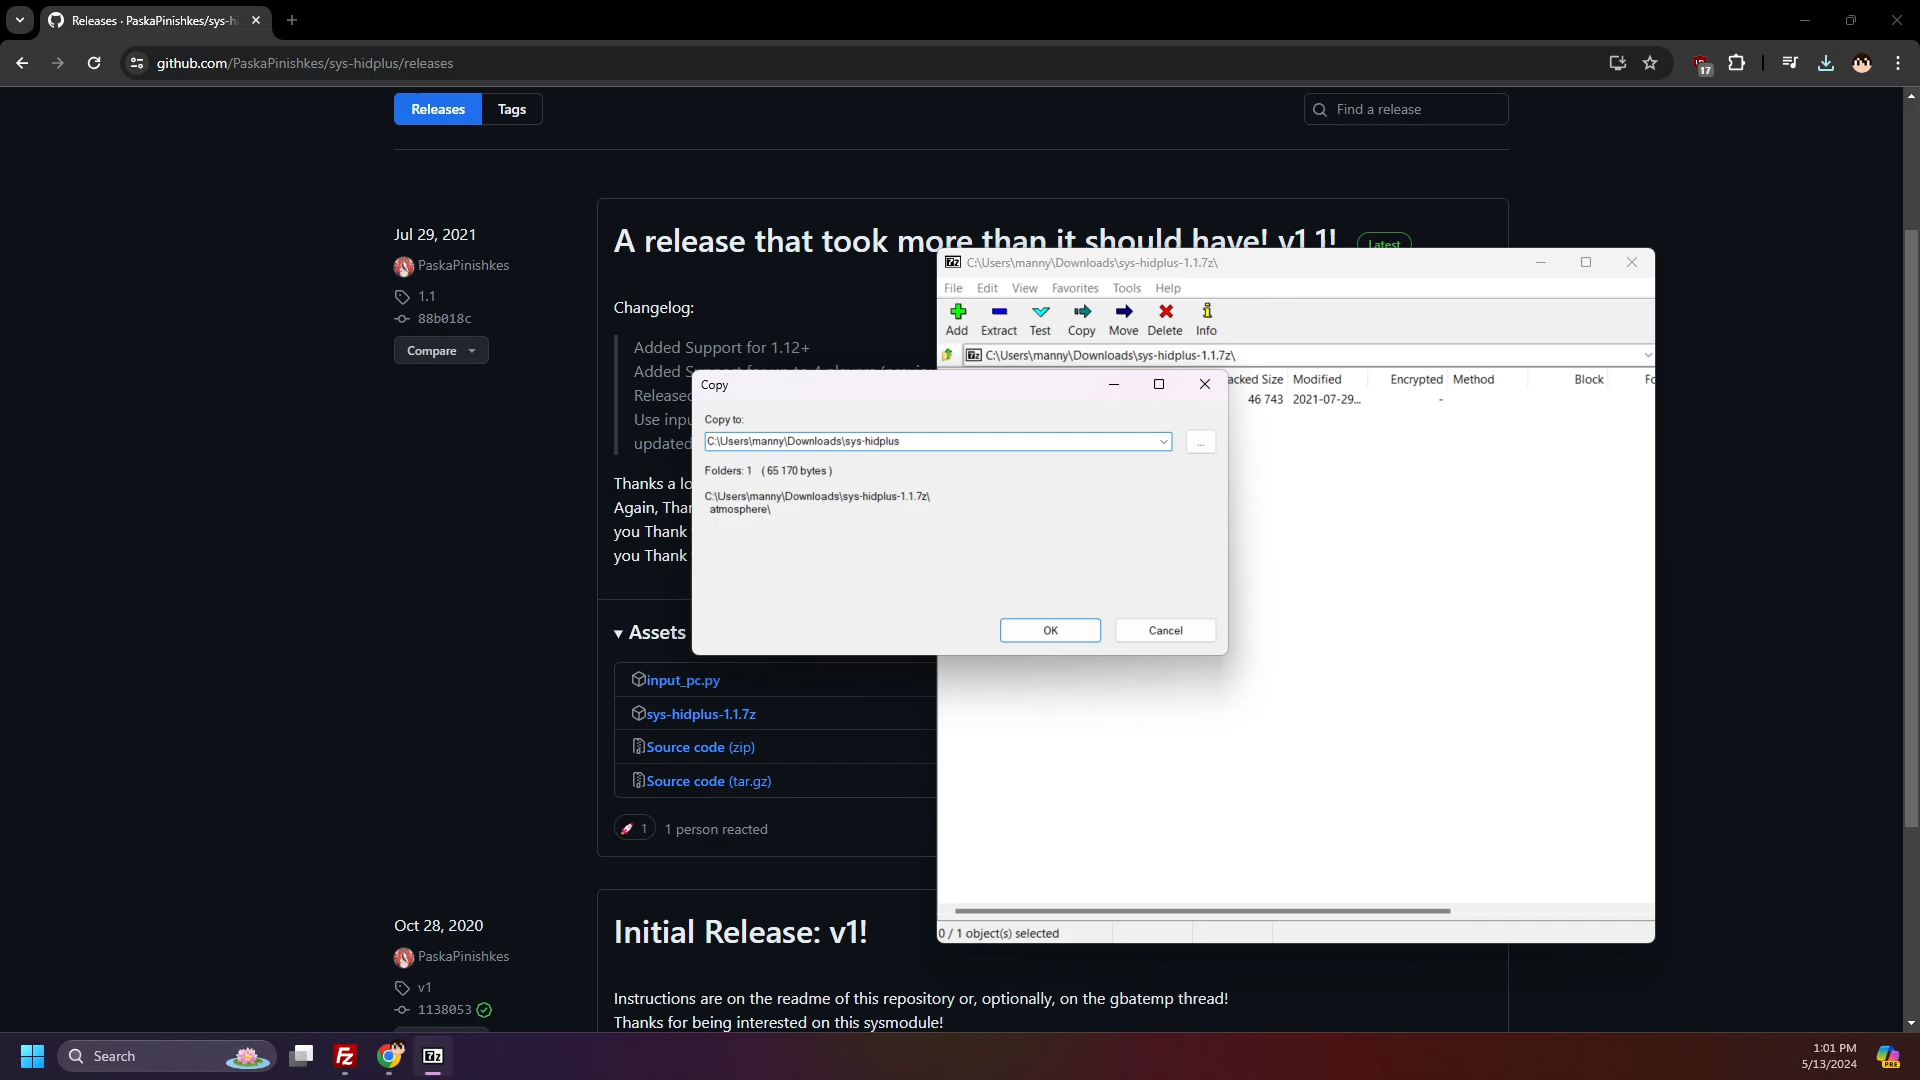 Releases · PaskaPinishkes/sys-hi
github.com/PaskaPinishkes/sys-hidplus/releases
17
Releases
Tags
Find a release
Jul 29, 2021
PaskaPinishkes
1.1
88b018c
Compare
A release that took more than it should have! v1.1!
Latest
Changelog:
Added Support for 1.12+
Added
Released
Use
updated
Thanks a
Again,
you Thank
you Thank
Assets
input_pc.py
sys-hidplus-1.1.7z
Source code (zip)
Source code (tar.gz)
1
1 person reacted
7z
C:\Users\manny\Downloads\sys-hidplus-1.1.7z\
File Edit View Favorites Tools Help
Add Extract Test Copy Move Delete Info
7z C:\Users\manny\Downloads\sys-hidplus-1.1.7z\
acked Size Modified Encrypted Method Block
46 743 2021-07-29... -
0 / 1 object(s) selected
Copy
Copy to:
C:\Users\manny\Downloads\sys-hidplus
...
Folders: 1 ( 65 170 bytes )
C:\Users\manny\Downloads\sys-hidplus-1.1.7z\
atmosphere\
OK
Cancel
Oct 28, 2020
PaskaPinishkes
v1
1138053
Initial Release: v1!
Instructions are on the readme of this repository or, optionally, on the gbatemp thread!
Thanks for being interested on this sysmodule!
Search
Fz
7z
1:01 PM
5/13/2024
PRE